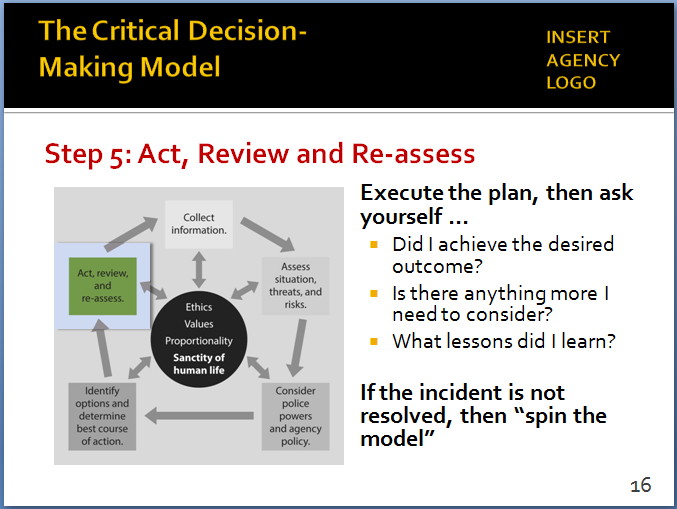 The Critical Decision-
Making Model
INSERT
AGENCY
LOGO
Step 5: Act, Review and Re-assess
Collect
information.
Assess
situation,
threats, and
risks.
Consider
police
powers
and agency
policy.
Identify
options and
determine
best course
of action.
Act, review,
and
re-assess.
Ethics
Values
Proportionality
Sanctity of
human life
Execute the plan, then ask
yourself ...
Did I achieve the desired
outcome?
Is there anything more I
need to consider?
What lessons did I learn?
If the incident is not
resolved, then “spin the
model”
16